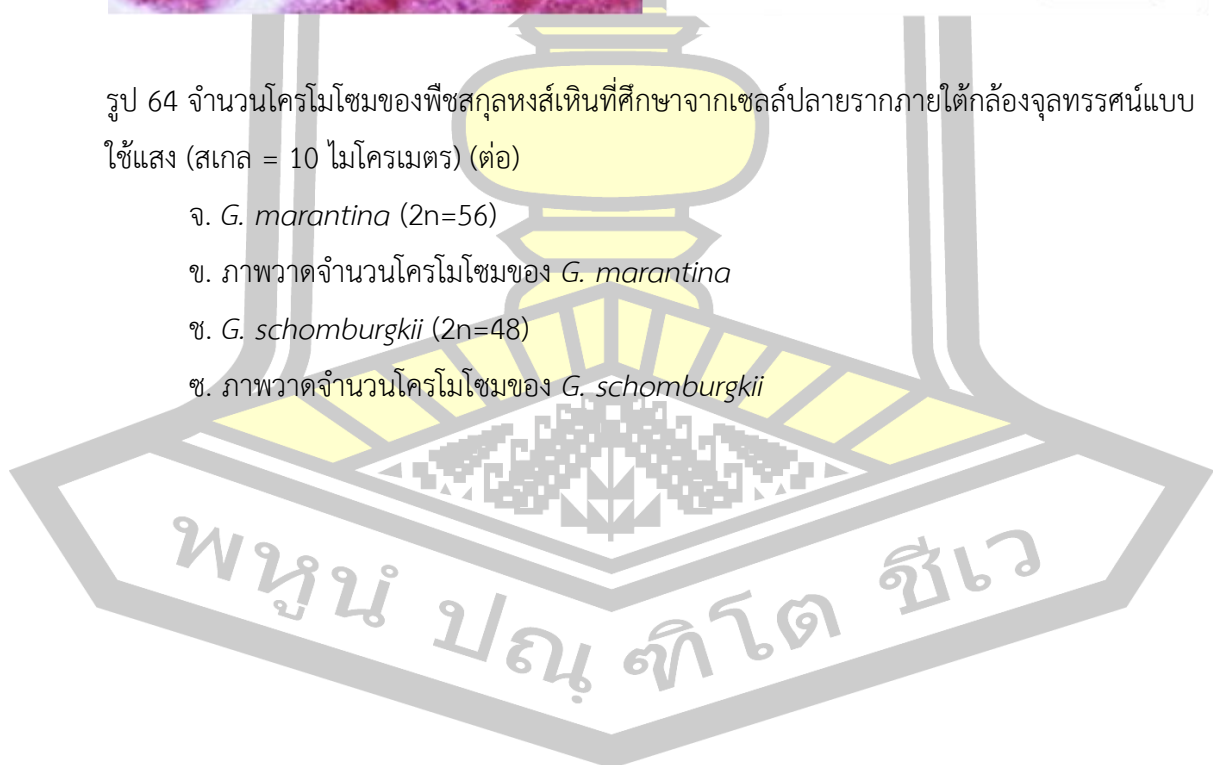 รูป 64 จำนวนโครโมโซมของพืชสกุลหงส์เหินที่ศึกษาจากเซลล์ปลายรากภายใต้กล้องจุลทรรศน์แบบ
ใช้แสง (สเกล = 10 ไมโครเมตร) (ต่อ)
จ. G. marantina (2n=56)
ฃ. ภาพวาดจำนวนโครโมโซมของ G. marantina
ช. G. schomburgkii (2n=48)
ซ. ภาพวาดจำนวนโครโมโซมของ G. schomburgkii
พหูนํ ปณฺฑิโต ชีเว